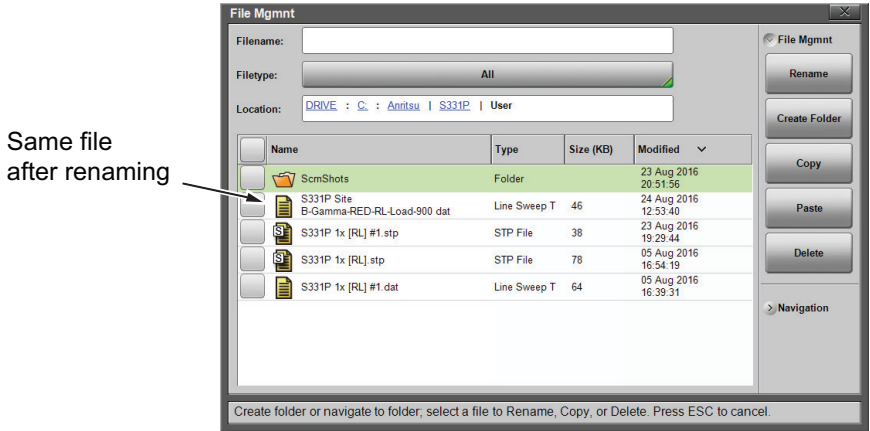 File Mgmnt
Filename:
Filetype:
All
Location:
DRIVE : C: : Anritsu | S331P | User
Name Type Size (KB) Modified
ScrnShots Folder 23 Aug 2016
20:51:56
S331P Site
B-Gamma-RED-RL-Load-900 dat Line Sweep T 46 24 Aug 2016
12:53:40
S331P 1x [RL] #1.stp STP File 38 23 Aug 2016
19:29:44
S331P 1x [RL].stp STP File 78 05 Aug 2016
16:54:19
S331P 1x [RL] #1.dat Line Sweep T 64 05 Aug 2016
16:39:31
File Mgmnt
Rename
Create Folder
Copy
Paste
Delete
Navigation
Create folder or navigate to folder; select a file to Rename, Copy, or Delete. Press ESC to cancel.
Same file
after renaming